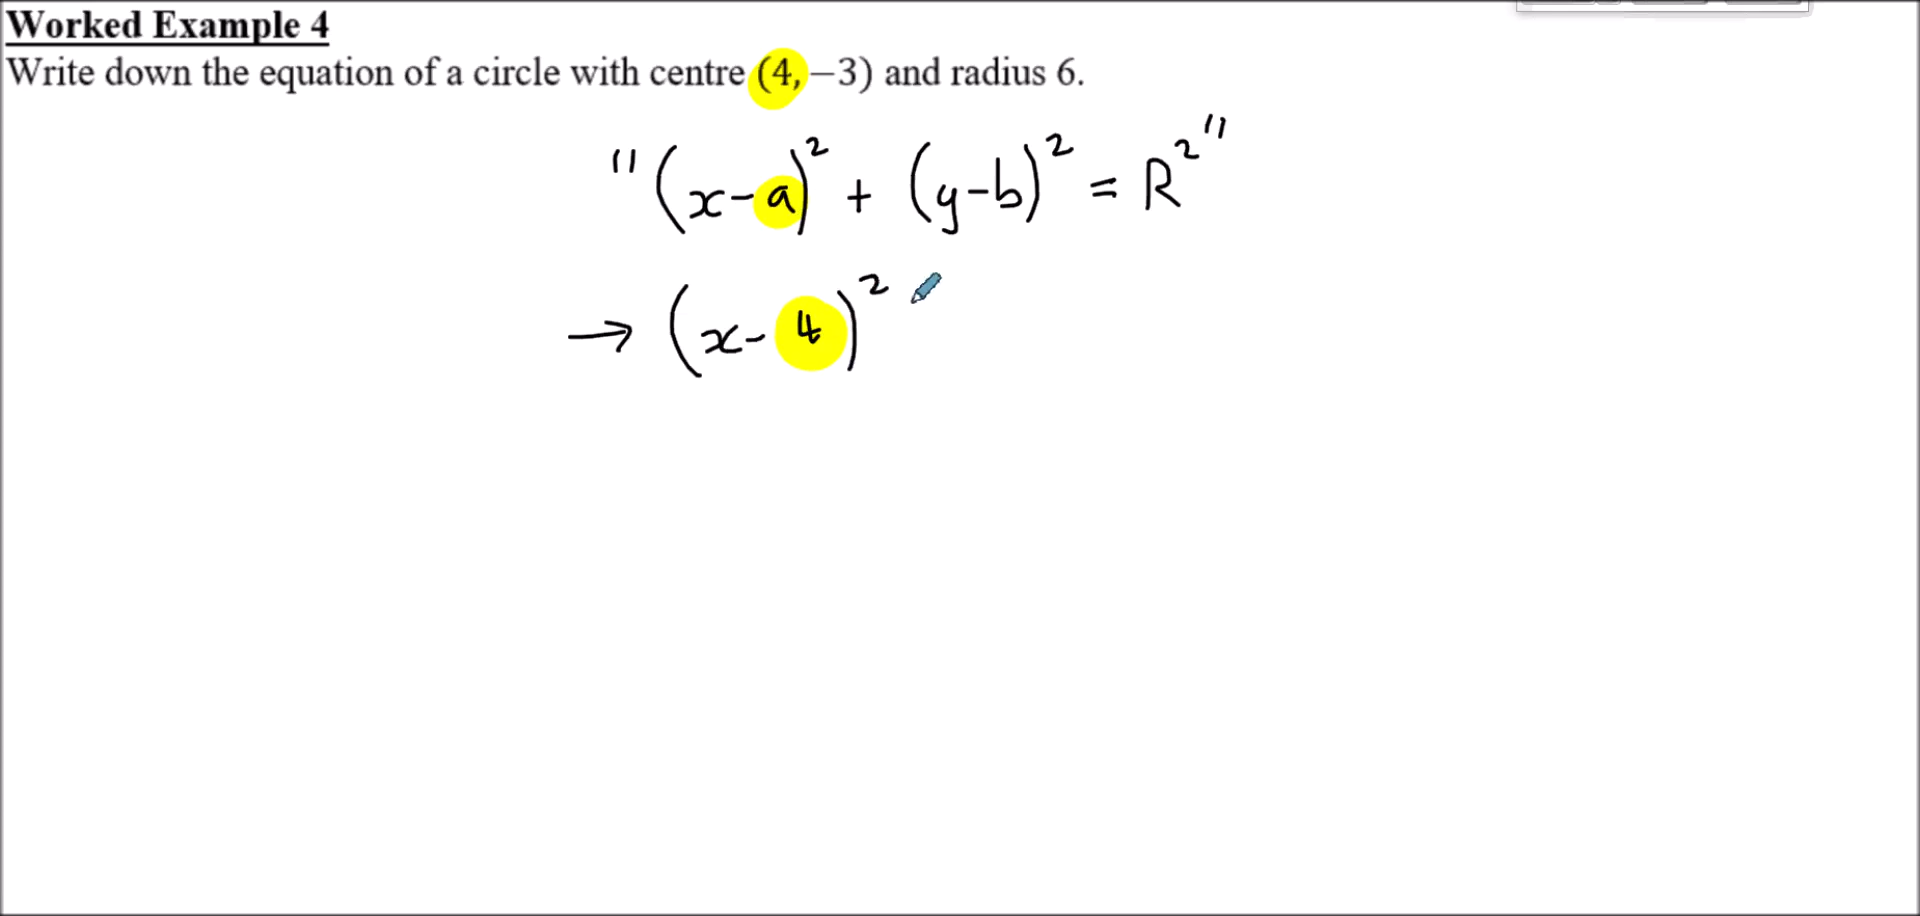 Worked Example 4
Write down the equation of a circle with centre (4,−3) and radius 6.
"(x-a)² + (y-b)² = R²"
→ (x-4)²